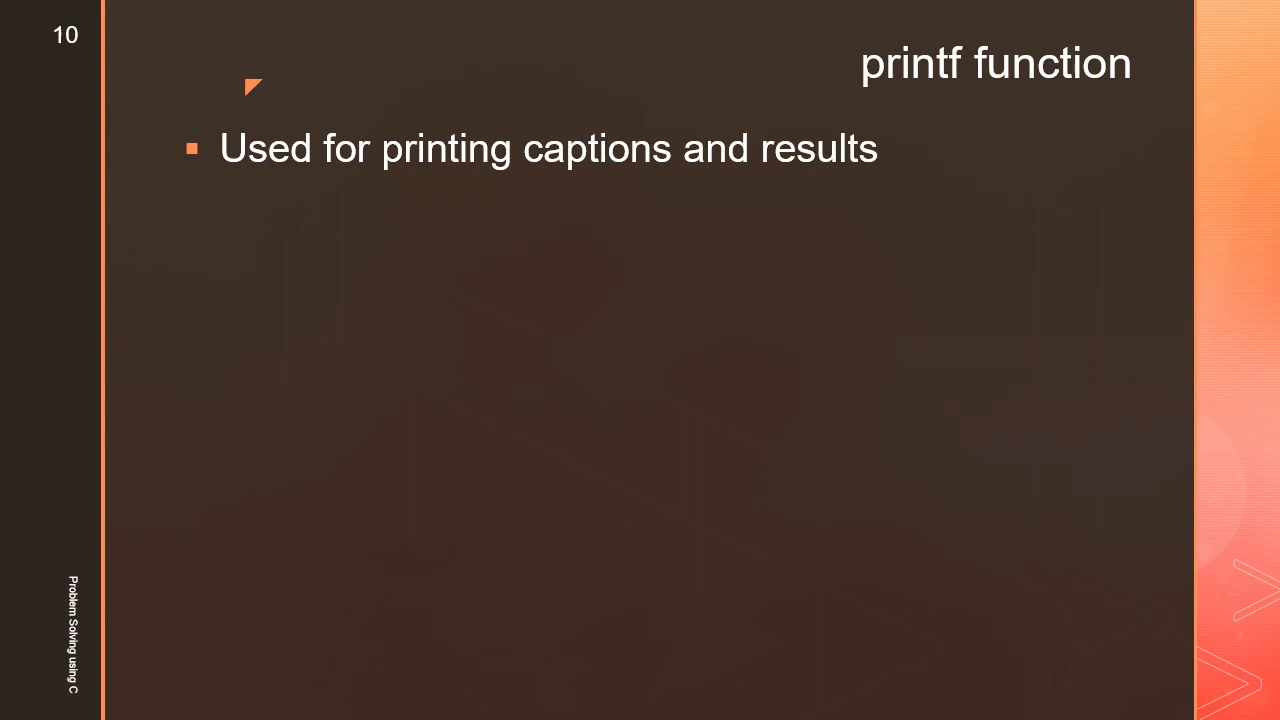 10
printf function
Used for printing captions and results
Problem Solving using C